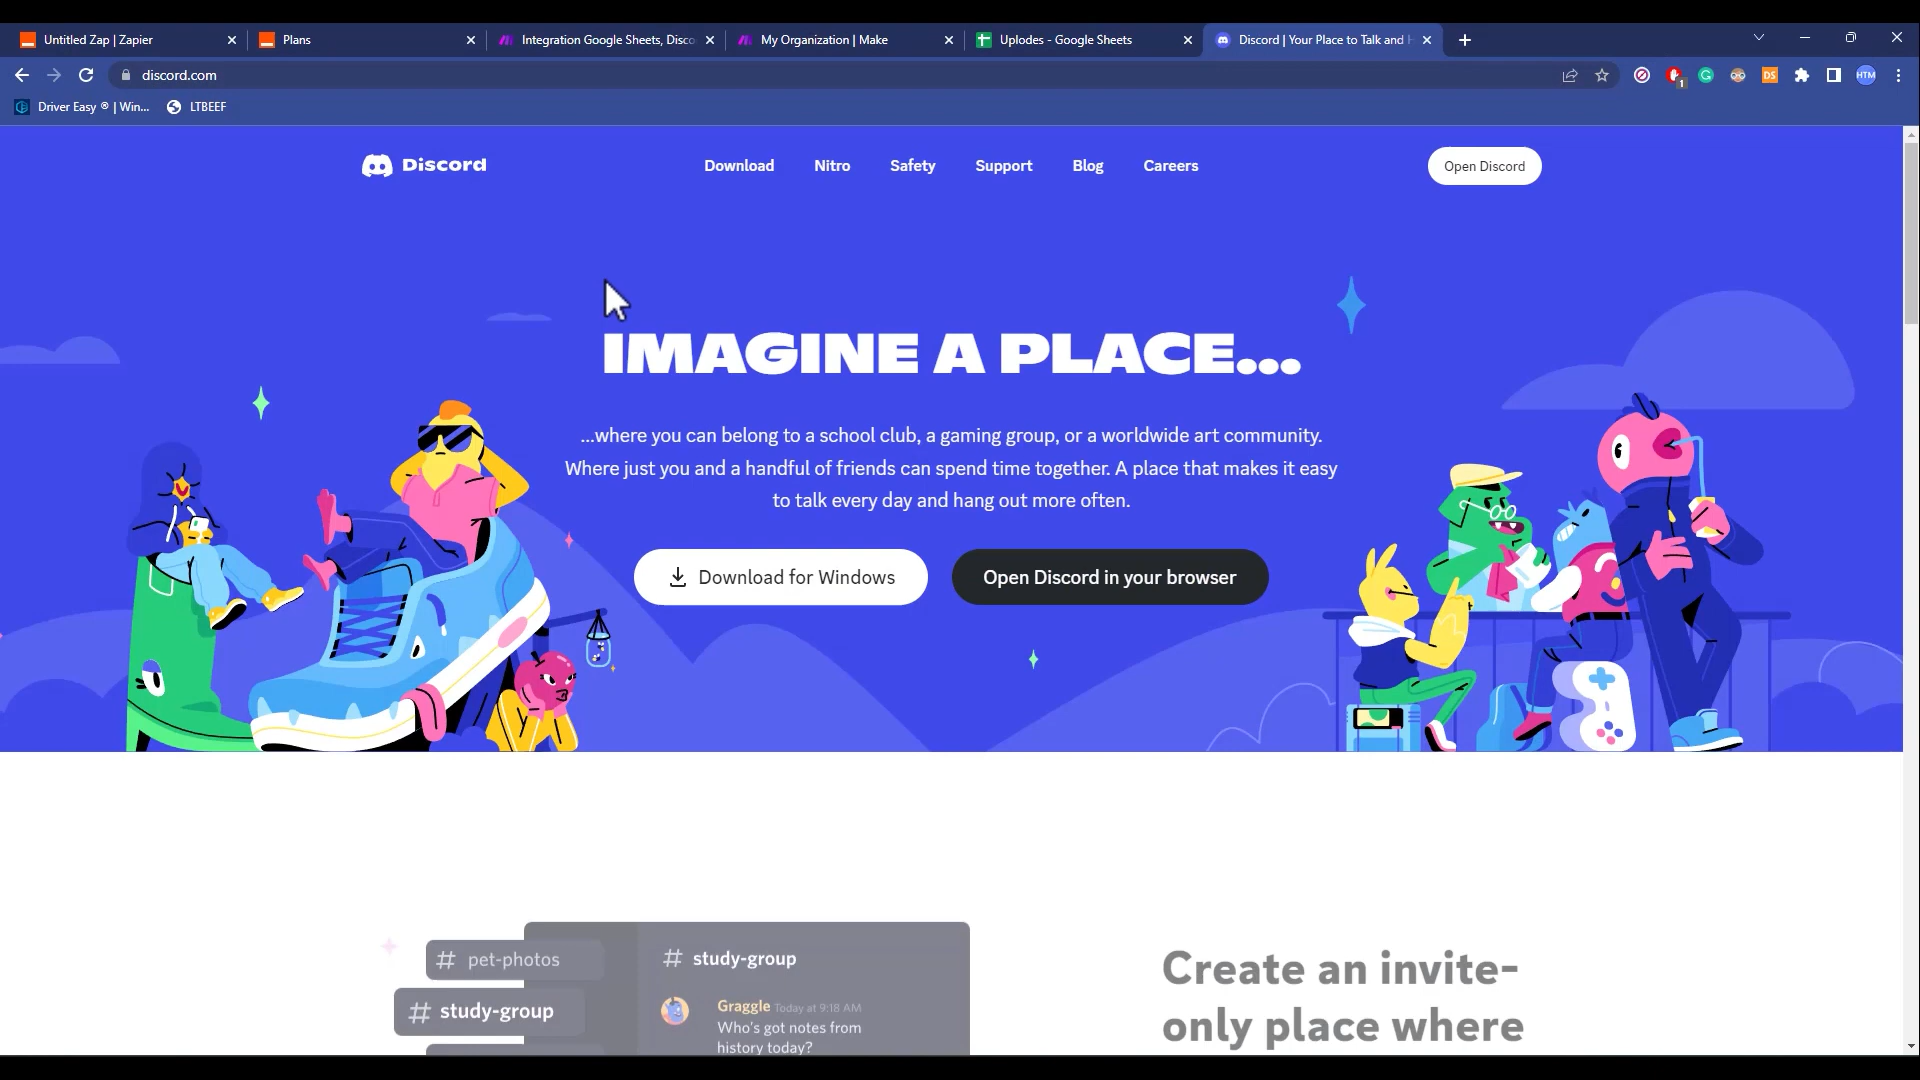 Untitled Zap | Zapier
Plans
Integration Google Sheets, Disco
My Organization | Make
Uplodes - Google Sheets
Discord | Your Place to Talk and H
discord.com
1
DS
HTM
Driver Easy ® | Win...
LTBEEF
Discord
Download
Nitro
Safety
Support
Blog
Careers
Open Discord
IMAGINE A PLACE...
...where you can belong to a school club, a gaming group, or a worldwide art community.
Where just you and a handful of friends can spend time together. A place that makes it easy
to talk every day and hang out more often.
Download for Windows
Open Discord in your browser
# pet-photos
# study-group
# study-group
Graggle Today at 9:18 AM
Who's got notes from
history today?
Create an invite-
only place where